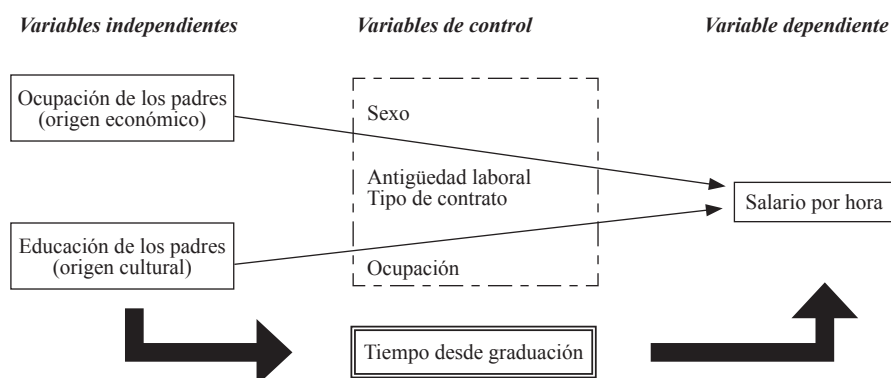 Variables independientes
Variables de control
Variable dependiente
Ocupación de los padres
(origen económico)
Sexo
Antigüedad laboral
Tipo de contrato
Salario por hora
Educación de los padres
(origen cultural)
Ocupación
Tiempo desde graduación